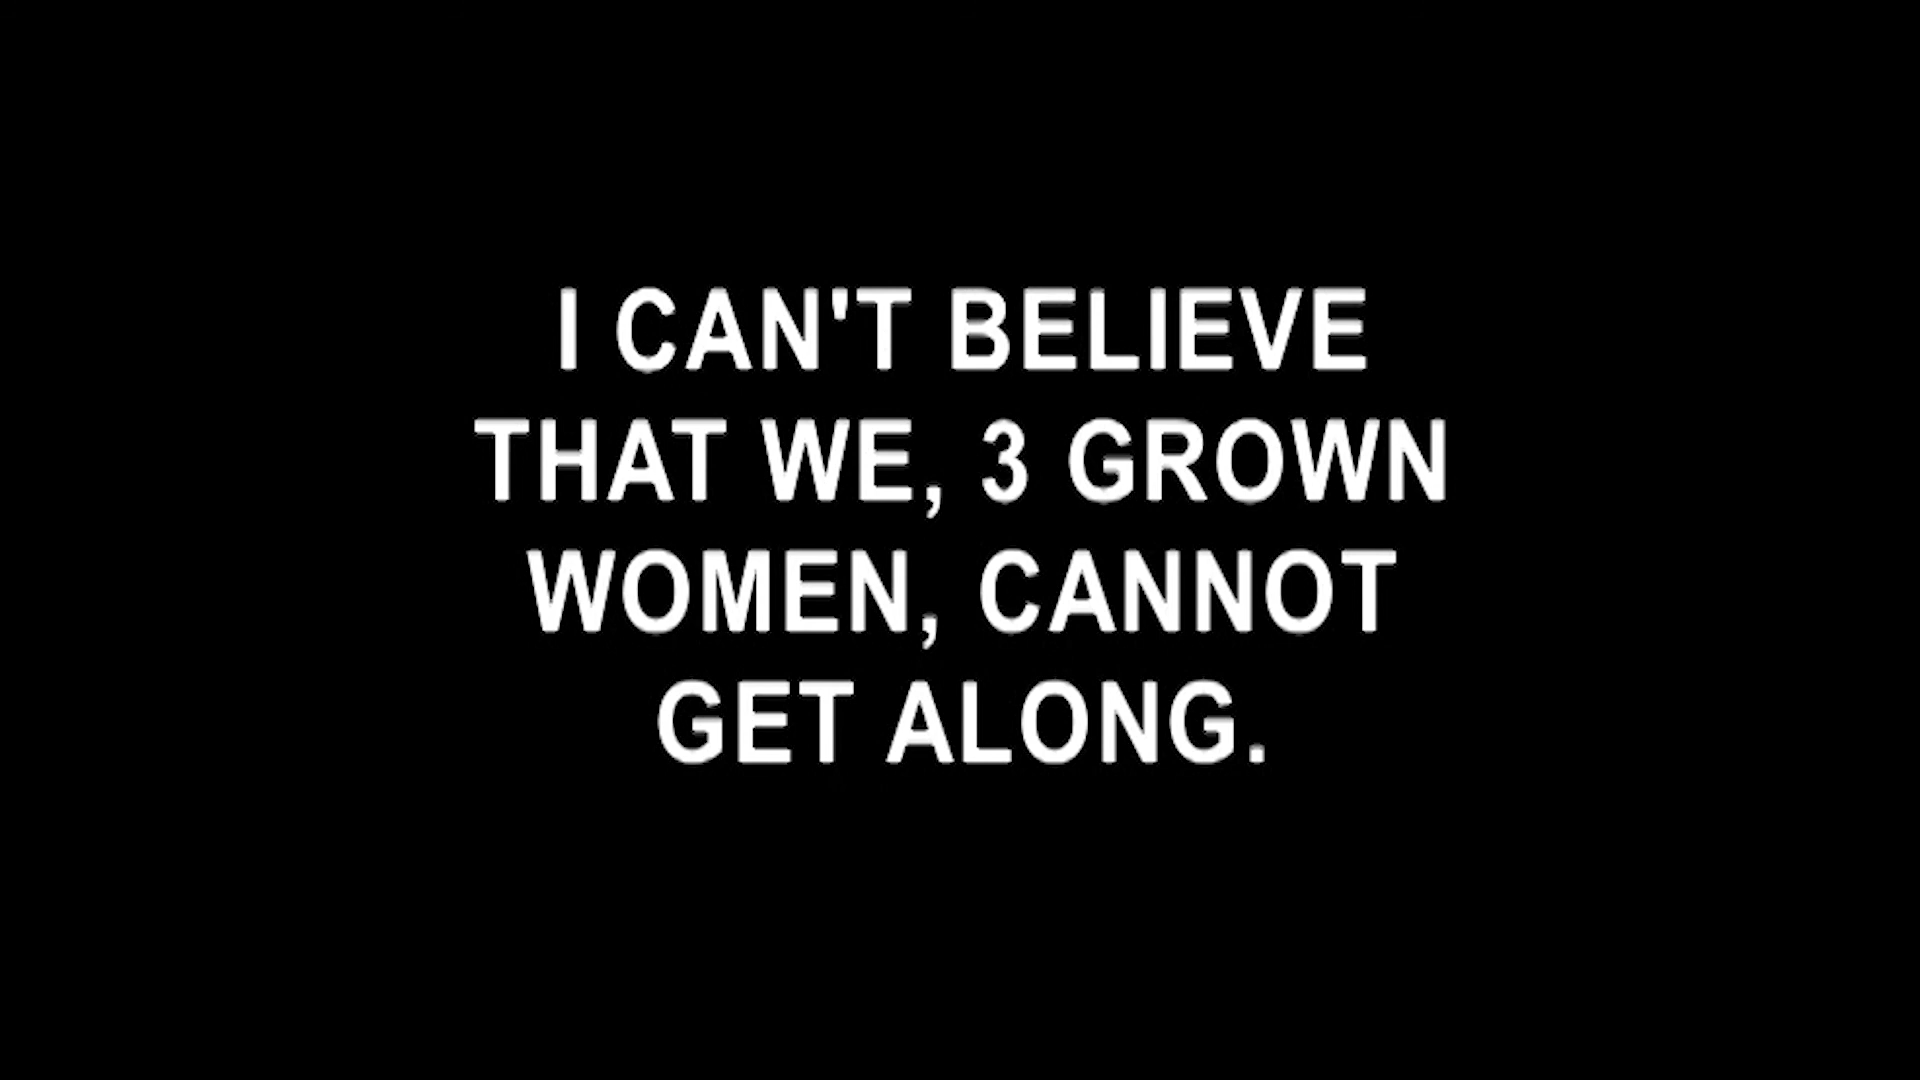 I CAN'T BELIEVE
THAT WE, 3 GROWN
WOMEN, CANNOT
GET ALONG.